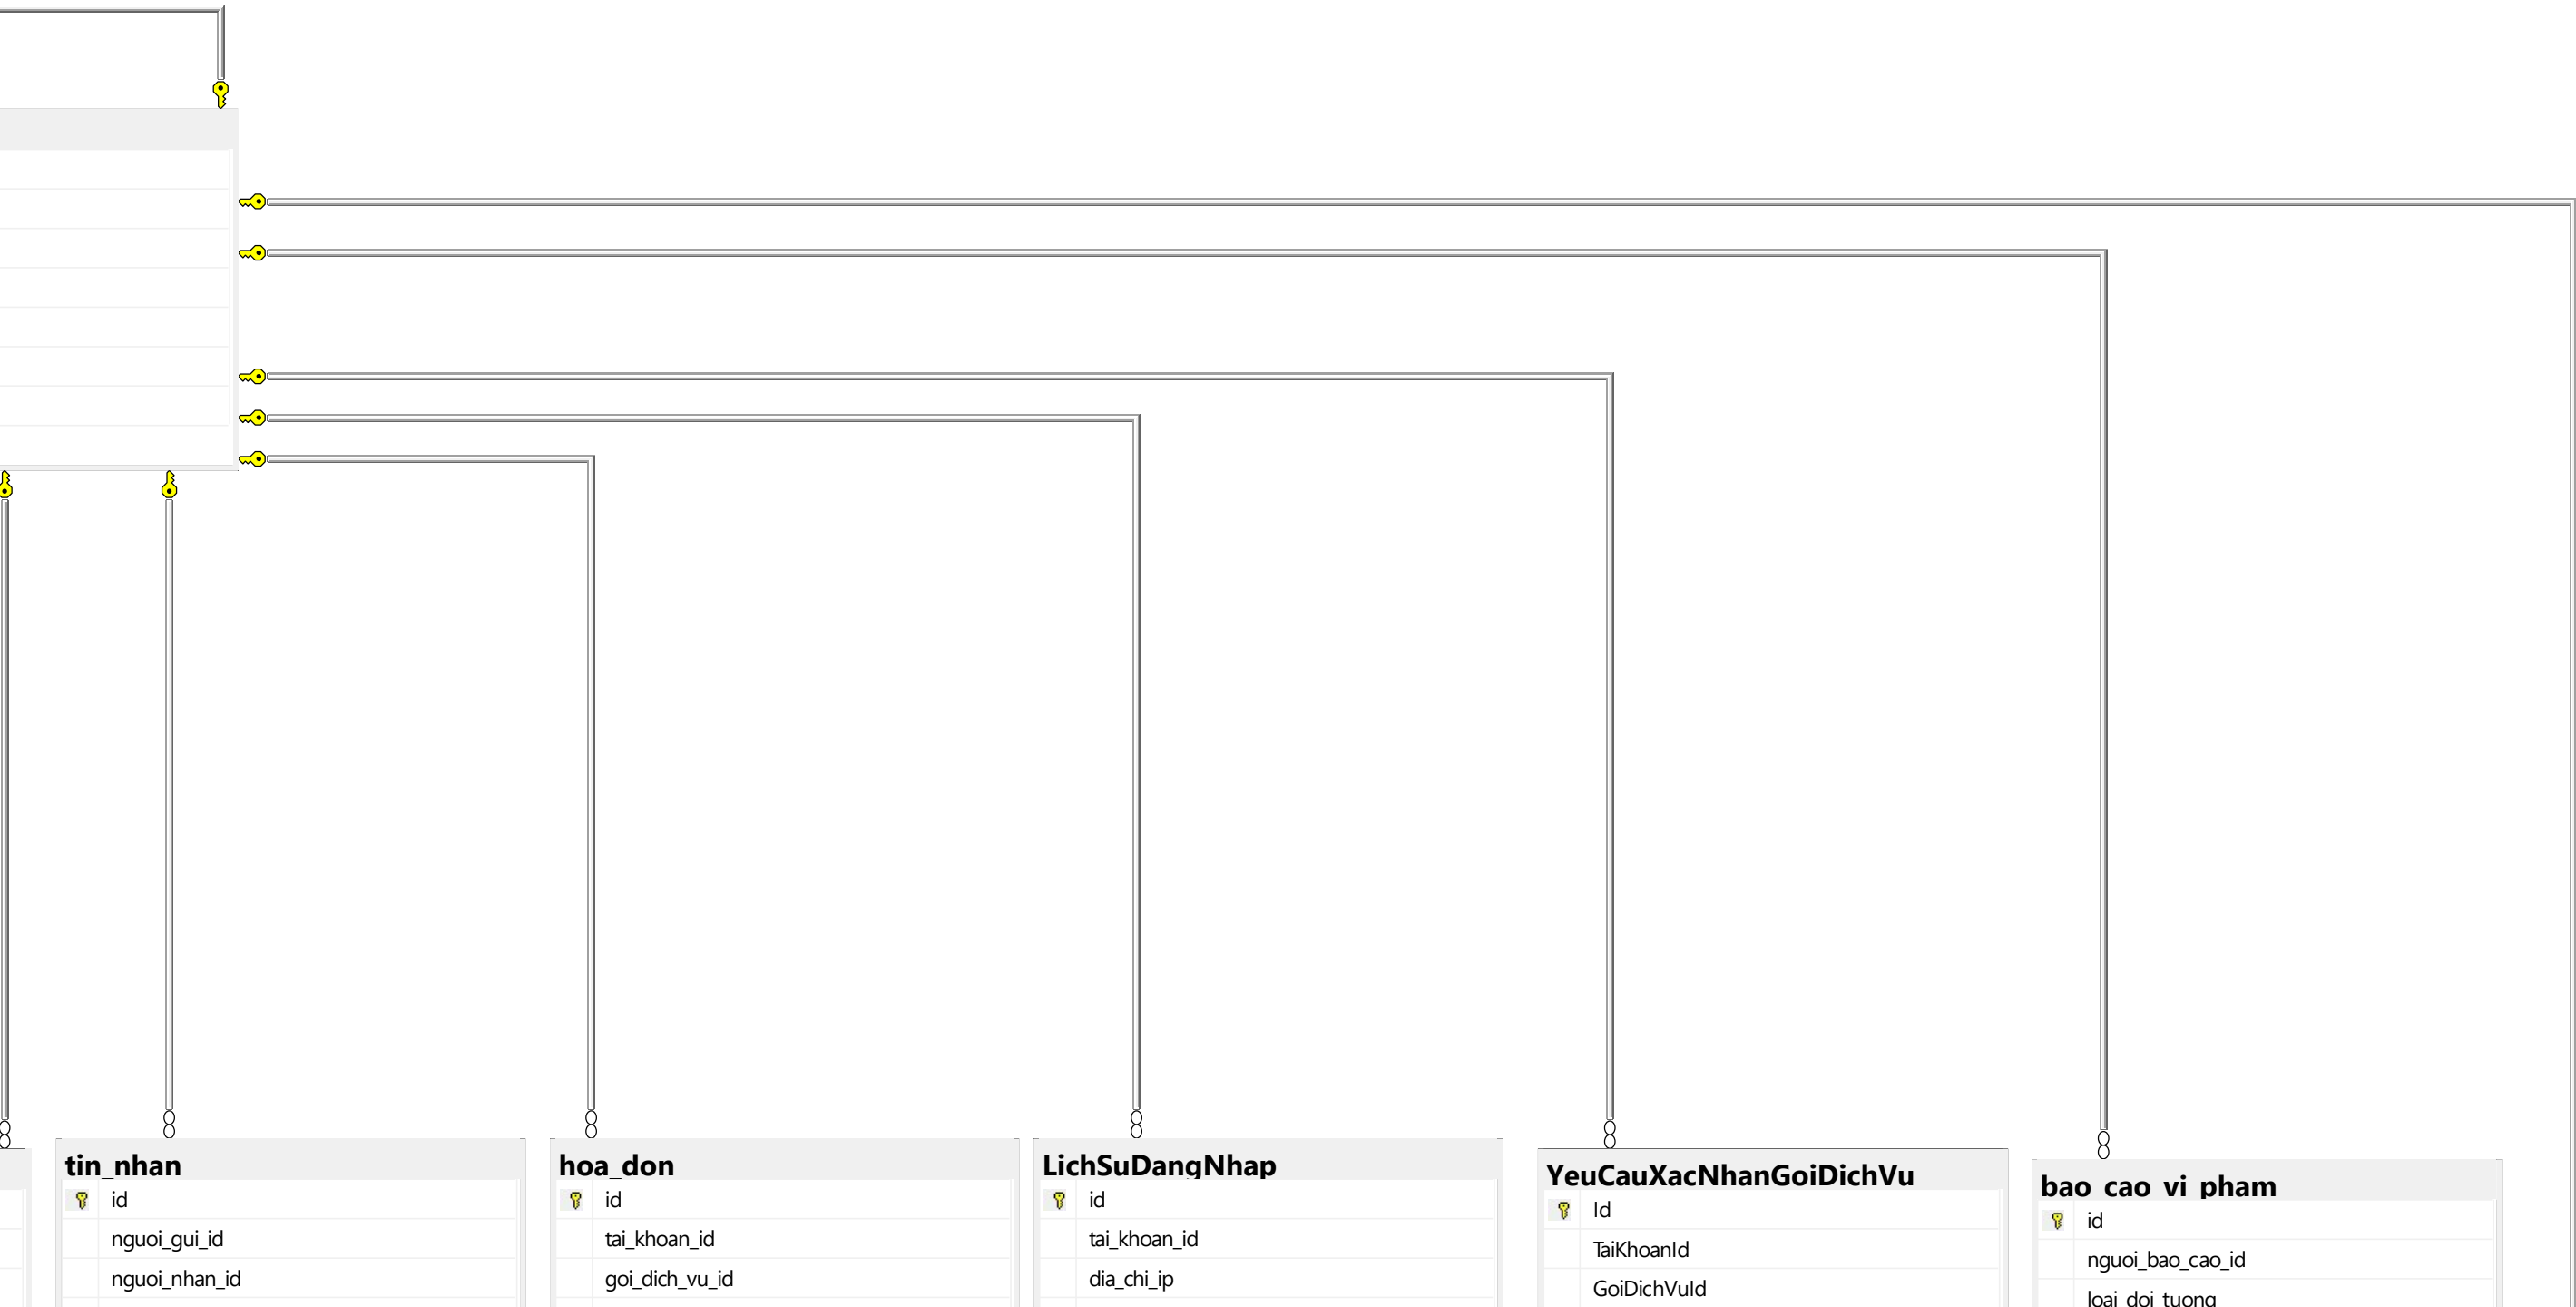 tin_nhan
id
nguoi_gui_id
nguoi_nhan_id
hoa_don
id
tai_khoan_id
goi_dich_vu_id
LichSuDangNhap
id
tai_khoan_id
dia_chi_ip
YeuCauXacNhanGoiDichVu
Id
TaiKhoanId
GoiDichVuId
bao_cao_vi_pham
id
nguoi_bao_cao_id
loai_doi_tuong